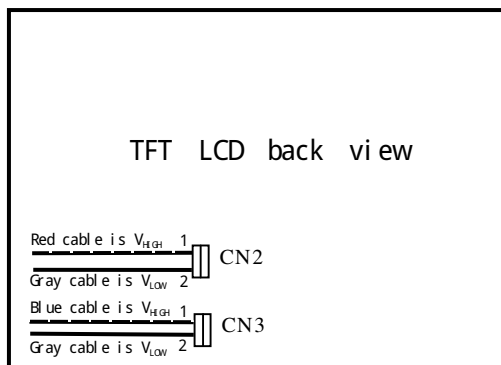 TFT LCD back view
Red cable is VHIGH 1
CN2
Gray cable is VLOW 2
Blue cable is VHIGH 1
CN3
Gray cable is VLOW 2